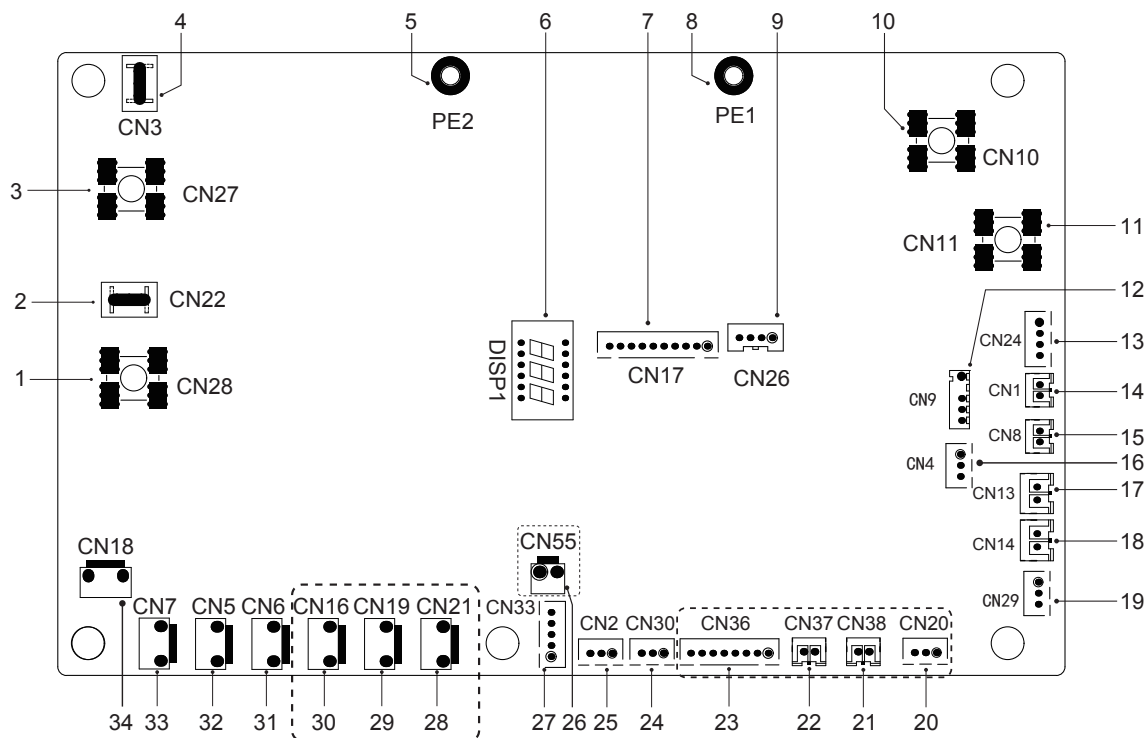 4 5 6 7 8 9 10
CN3 PE2 PE1
CN10
3 CN27
CN11 11
2 CN22
12
CN24 13
DISP1 CN17 CN26
1 CN28
CN9 CN1 14
CN8 15
CN4 16
CN13 17
CN18 CN55 CN14 18
CN7 CN5 CN6 CN16 CN19 CN21 CN33 CN2 CN30 CN36 CN37 CN38 CN20
CN29 19
34 33 32 31 30 29 28 27 26 25 24 23 22 21 20